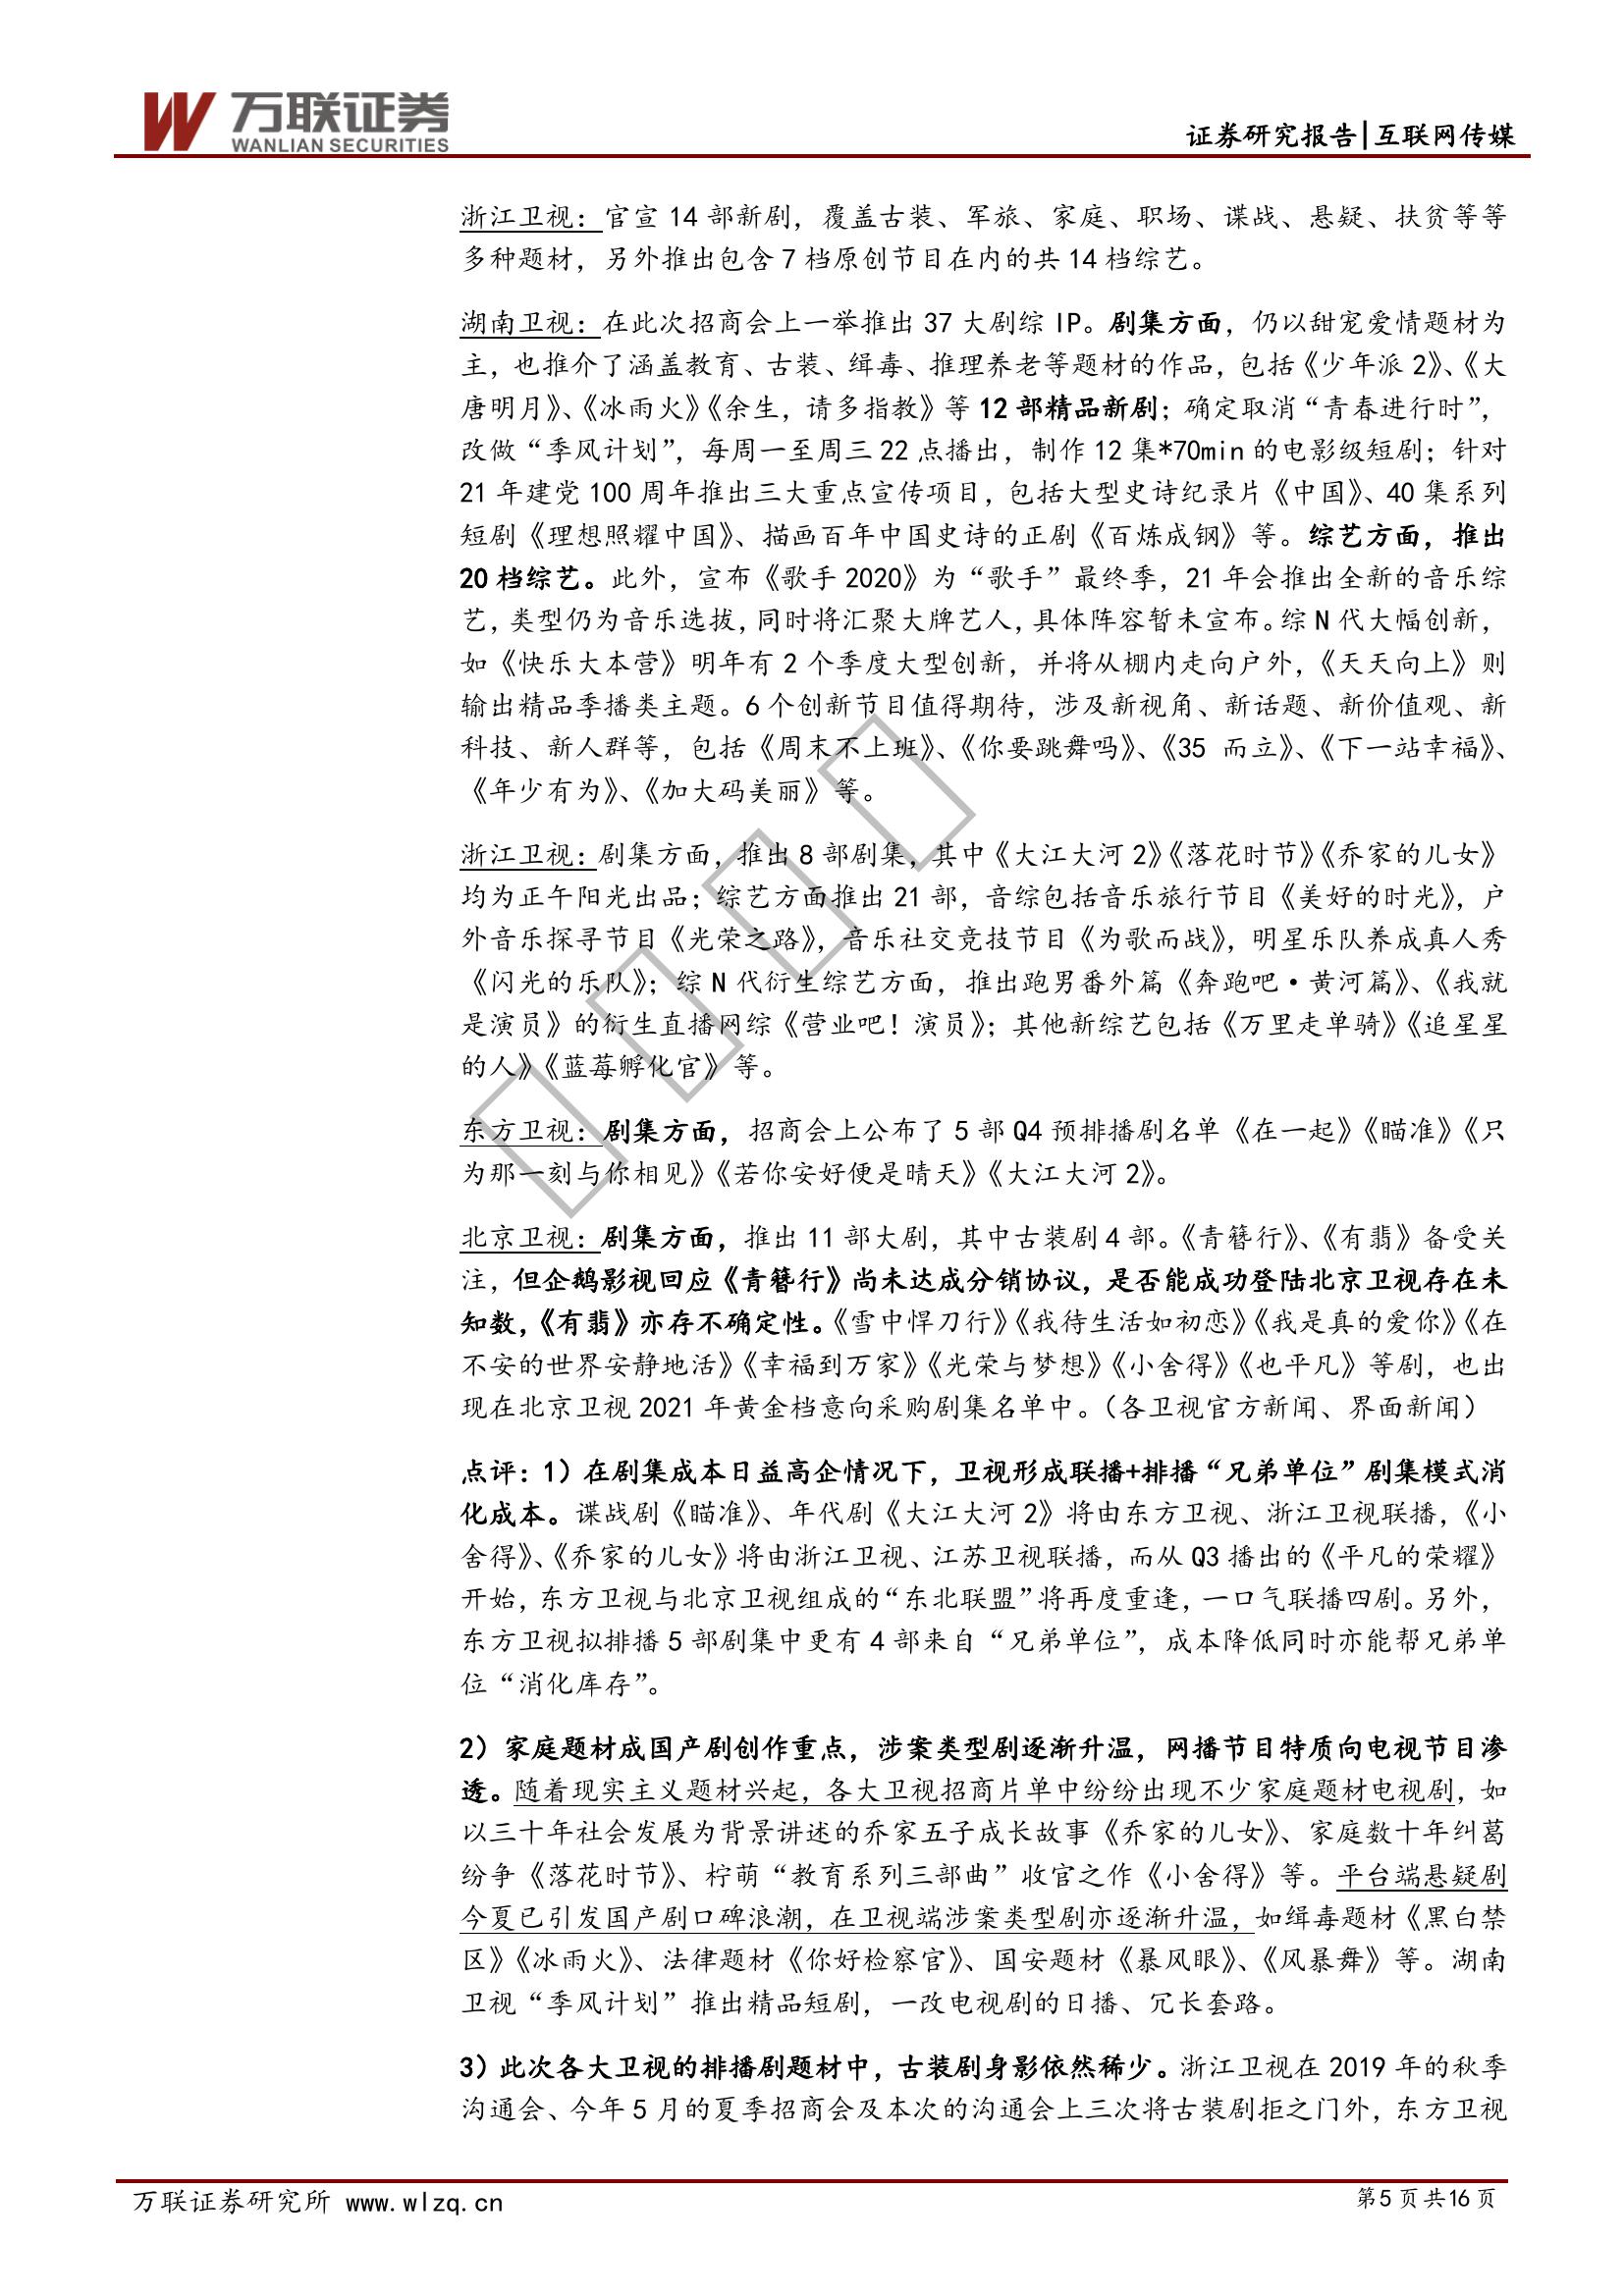 万联证券
WANLIAN SECURITIES
证券研究报告|互联网传媒
浙江卫视：官宣 14 部新剧，覆盖古装、军旅、家庭、职场、谍战、悬疑、扶贫等等
多种题材，另外推出包含 7 档原创节目在内的共 14 档综艺。
湖南卫视：在此次招商会上一举推出 37 大剧综 IP。剧集方面，仍以甜宠爱情题材为
主，也推介了涵盖教育、古装、缉毒、推理养老等题材的作品，包括《少年派 2》、《大
唐明月》、《冰雨火》《余生，请多指教》等 12 部精品新剧；确定取消“青春进行时”，
改做“季风计划”，每周一至周三 22 点播出，制作 12 集*70min 的电影级短剧；针对
21 年建党 100 周年推出三大重点宣传项目，包括大型史诗纪录片《中国》、40 集系列
短剧《理想照耀中国》、描画百年中国史诗的正剧《百炼成钢》等。综艺方面，推出
20 档综艺。此外，宣布《歌手 2020》为“歌手”最终季，21 年会推出全新的音乐综
艺，类型仍为音乐选拔，同时将汇聚大牌艺人，具体阵容暂未宣布。综 N 代大幅创新，
如《快乐大本营》明年有 2 个季度大型创新，并将从棚内走向户外，《天天向上》则
输出精品季播类主题。6 个创新节目值得期待，涉及新视角、新话题、新价值观、新
科技、新人群等，包括《周末不上班》、《你要跳舞吗》、《35 而立》、《下一站幸福》、
《年少有为》、《加大码美丽》等。
浙江卫视：剧集方面，推出 8 部剧集，其中《大江大河 2》《落花时节》《乔家的儿女》
均为正午阳光出品；综艺方面推出 21 部，音综包括音乐旅行节目《美好的时光》，户
外音乐探寻节目《光荣之路》，音乐社交竞技节目《为歌而战》，明星乐队养成真人秀
《闪光的乐队》；综 N 代衍生综艺方面，推出跑男番外篇《奔跑吧·黄河篇》、《我就
是演员》的衍生直播网综《营业吧！演员》；其他新综艺包括《万里走单骑》《追星星
的人》《蓝莓孵化官》等。
东方卫视：剧集方面，招商会上公布了 5 部 Q4 预排播剧名单《在一起》《瞄准》《只
为那一刻与你相见》《若你安好便是晴天》《大江大河 2》。
北京卫视：剧集方面，推出 11 部大剧，其中古装剧 4 部。《青簪行》、《有翡》备受关
注，但企鹅影视回应《青簪行》尚未达成分销协议，是否能成功登陆北京卫视存在未
知数，《有翡》亦存不确定性。《雪中悍刀行》《我待生活如初恋》《我是真的爱你》《在
不安的世界安静地活》《幸福到万家》《光荣与梦想》《小舍得》《也平凡》等剧，也出
现在北京卫视 2021 年黄金档意向采购剧集名单中。（各卫视官方新闻、界面新闻）
点评：1）在剧集成本日益高企情况下，卫视形成联播+排播“兄弟单位”剧集模式消
化成本。谍战剧《瞄准》、年代剧《大江大河 2》将由东方卫视、浙江卫视联播，《小
舍得》、《乔家的儿女》将由浙江卫视、江苏卫视联播，而从 Q3 播出的《平凡的荣耀》
开始，东方卫视与北京卫视组成的“东北联盟”将再度重逢，一口气联播四剧。另外，
东方卫视拟排播 5 部剧集中更有 4 部来自“兄弟单位”，成本降低同时亦能帮兄弟单
位“消化库存”。
2）家庭题材成国产剧创作重点，涉案类型剧逐渐升温，网播节目特质向电视节目渗
透。随着现实主义题材兴起，各大卫视招商片单中纷纷出现不少家庭题材电视剧，如
以三十年社会发展为背景讲述的乔家五子成长故事《乔家的儿女》、家庭数十年纠葛
纷争《落花时节》、柠萌“教育系列三部曲”收官之作《小舍得》等。平台端悬疑剧
今夏已引发国产剧口碑浪潮，在卫视端涉案类型剧亦逐渐升温，如缉毒题材《黑白禁
区》《冰雨火》、法律题材《你好检察官》、国安题材《暴风眼》、《风暴舞》等。湖南
卫视“季风计划”推出精品短剧，一改电视剧的日播、冗长套路。
3）此次各大卫视的排播剧题材中，古装剧身影依然稀少。浙江卫视在 2019 年的秋季
沟通会、今年 5 月的夏季招商会及本次的沟通会上三次将古装剧拒之门外，东方卫视
万联证券研究所 www.wlzq.cn
第5页共16页